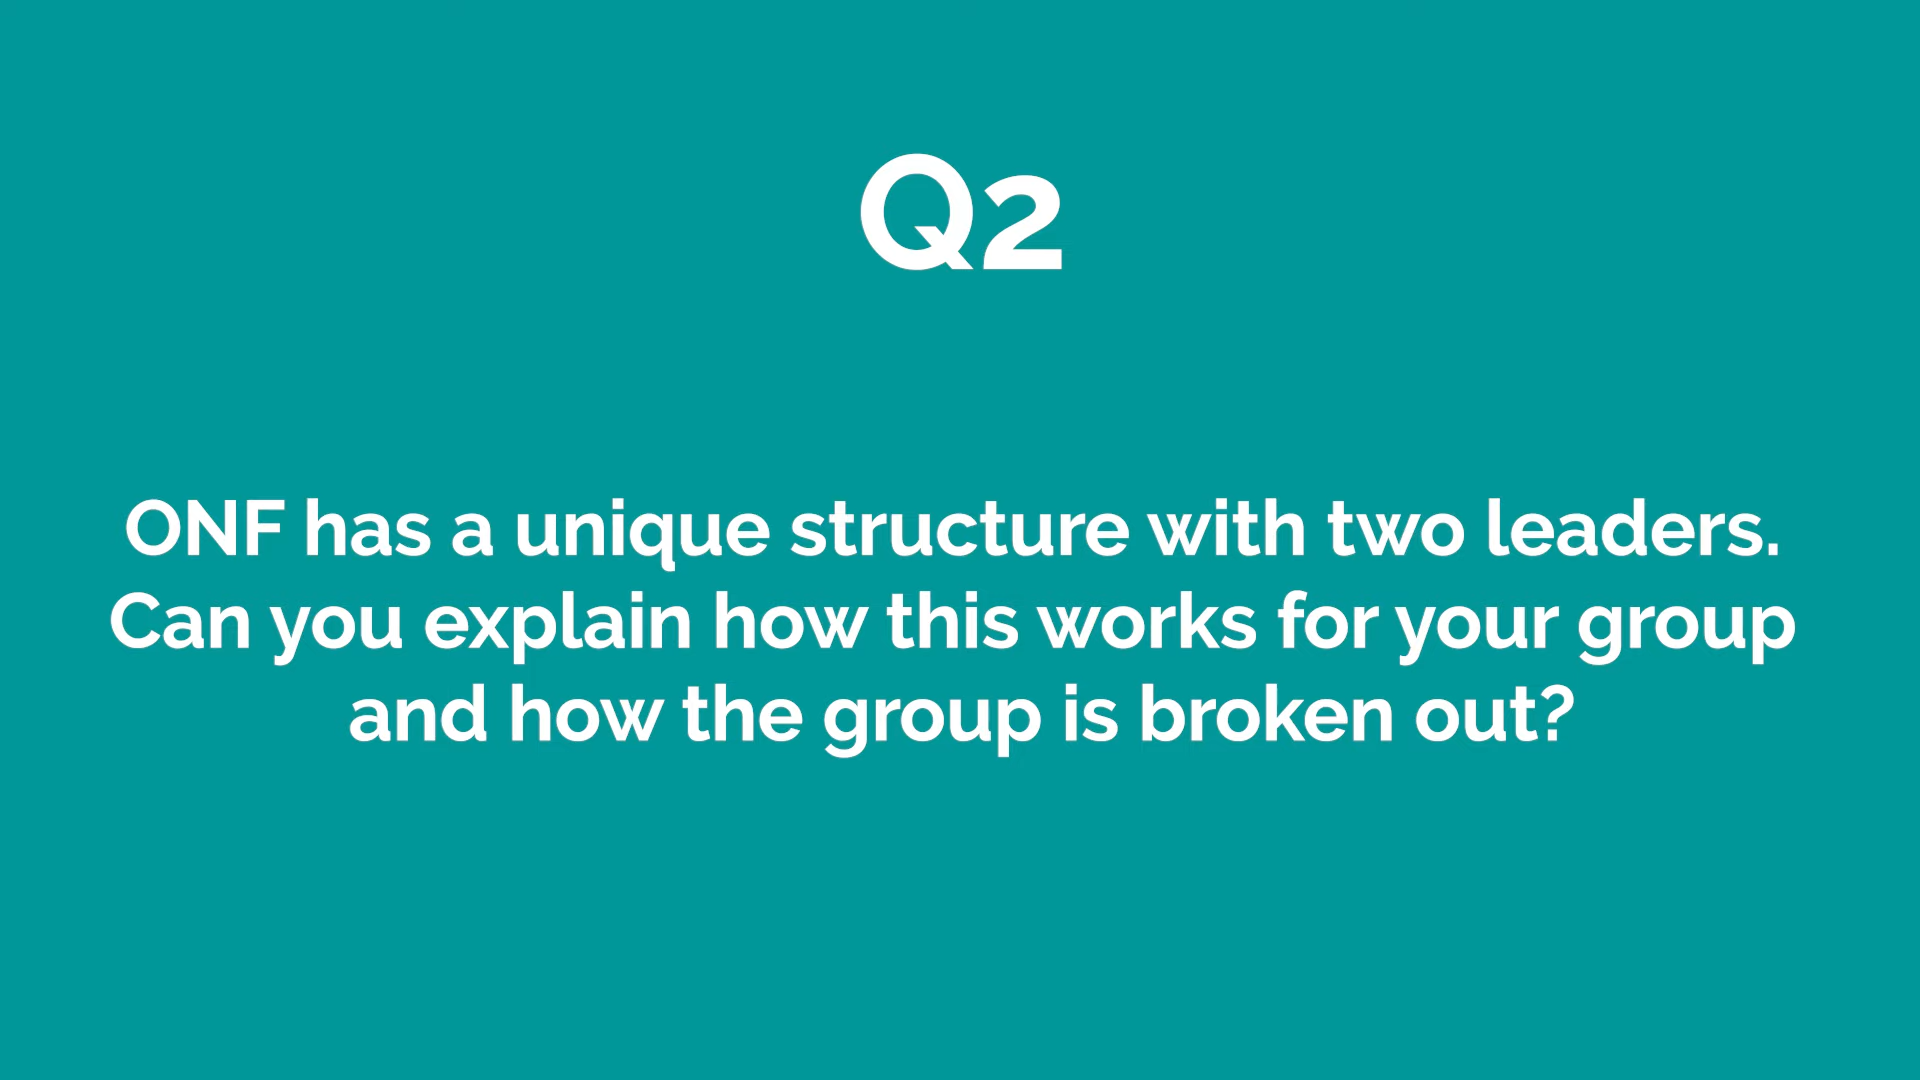 Q2
ONF has a unique structure with two leaders.
Can you explain how this works for your group
and how the group is broken out?